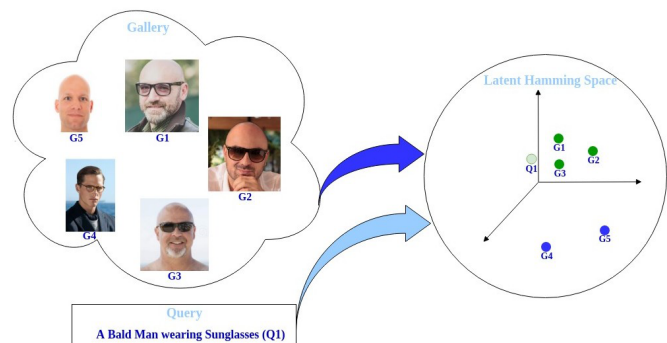 Gallery
Latent Hamming Space
G5
G1
G1
G2
Q1
G3
G2
G4
G5
G3
G4
Query
A Bald Man wearing Sunglasses (Q1)